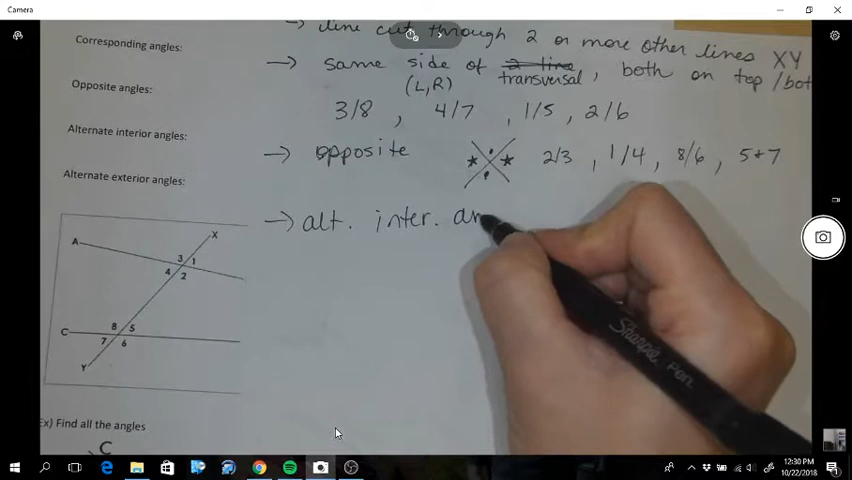 Camera
→ line cut through 2 or more other lines XY
Corresponding angles:
→ same side of 2 line transversal, both on top/bot
(L,R)
3/8, 4/7, 1/5, 2/6
Opposite angles:
Alternate interior angles:
→ opposite 2/3, 1/4, 8/6, 5+7
Alternate exterior angles:
→ alt. inter. an
X
A
3 1
4 2
8 5
C
7 6
Y
Ex) Find all the angles
C
Sharpie PEN
12:30 PM
10/22/2018